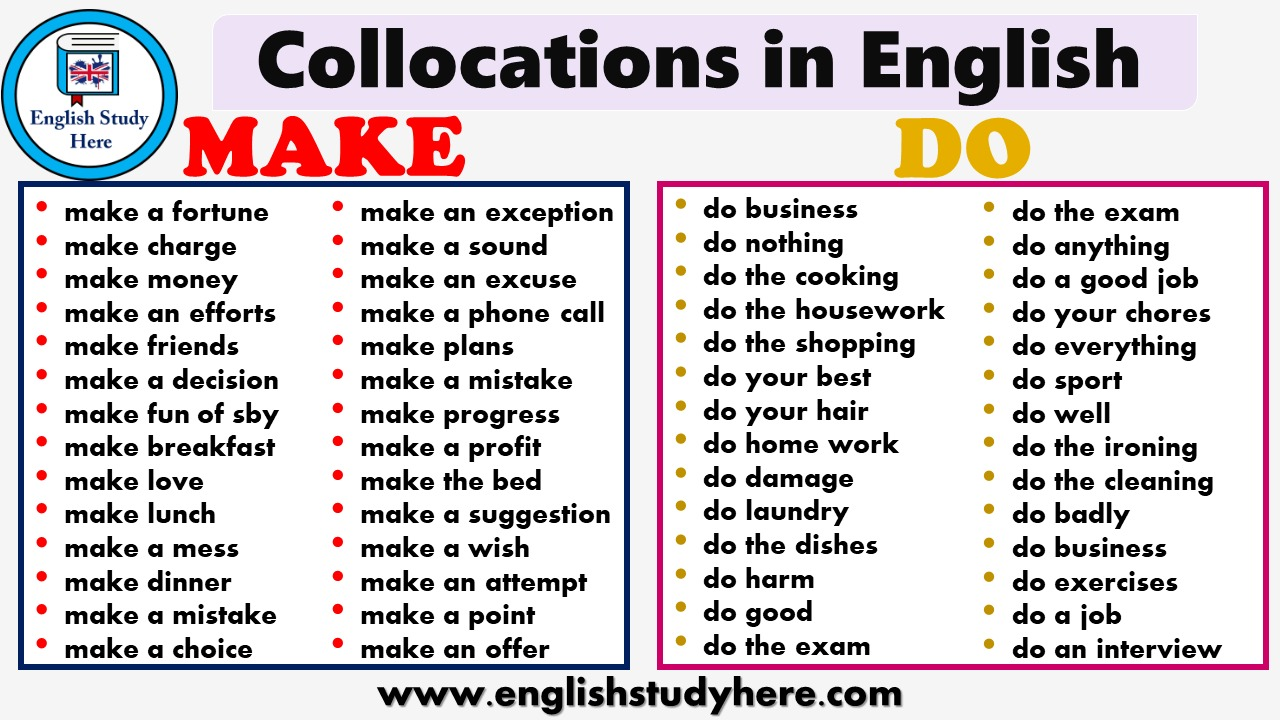 Collocations in English
English Study
Here
MAKE
make a fortune
make charge
make money
make an efforts
make friends
make a decision
make fun of sby
make breakfast
make love
make lunch
make a mess
make dinner
make a mistake
make a choice
make an exception
make a sound
make an excuse
make a phone call
make plans
make a mistake
make progress
make a profit
make the bed
make a suggestion
make a wish
make an attempt
make a point
make an offer
DO
do business
do nothing
do the cooking
do the housework
do the shopping
do your best
do your hair
do home work
do damage
do laundry
do the dishes
do harm
do good
do the exam
do the exam
do anything
do a good job
do your chores
do everything
do sport
do well
do the ironing
do the cleaning
do badly
do business
do exercises
do a job
do an interview
www.englishstudyhere.com